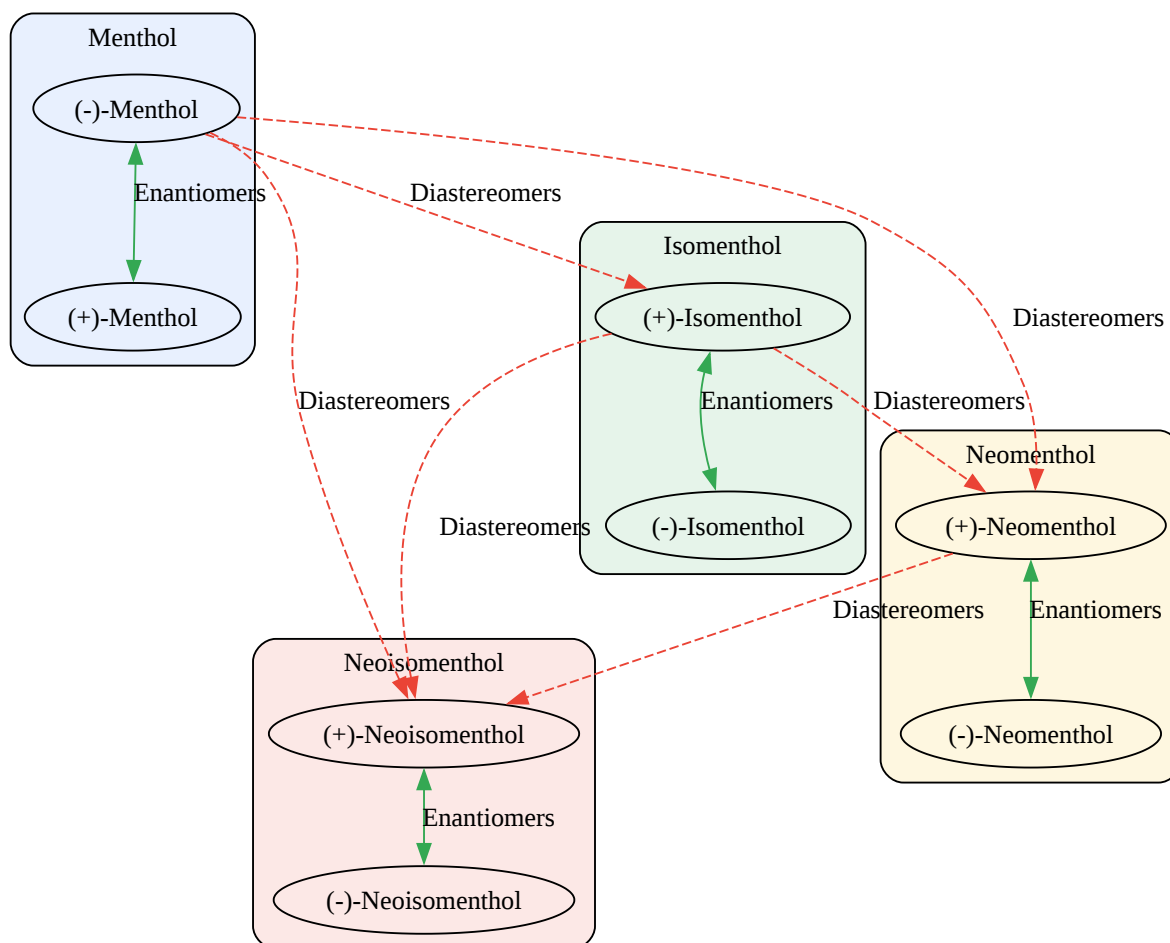 Menthol
(-)-Menthol
Enantiomers
Diastereomers
Isomenthol
(+)-Menthol
(+)-Isomenthol
Diastereomers
Diastereomers
Enantiomers
Diastereomers
Neomenthol
Diastereomers
(-)-Isomenthol
(+)-Neomenthol
Diastereomers
Enantiomers
Neoisomenthol
(+)-Neoisomenthol
(-)-Neomenthol
Enantiomers
(-)-Neoisomenthol